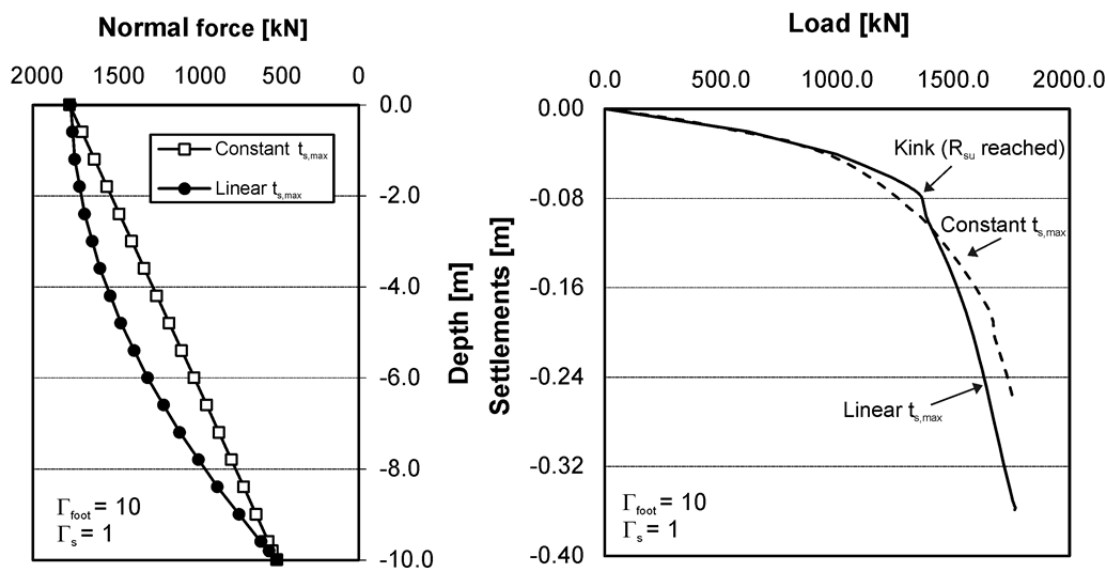 Normal force [kN]
2000 1500 1000 500 0
0.0
-2.0
-4.0
-6.0
-8.0
-10.0
Depth [m]
Constant t_s,max
Linear t_s,max
Γ_foot = 10
Γ_s = 1
Load [kN]
0.0 500.0 1000.0 1500.0 2000.0
0.00
-0.08
-0.16
-0.24
-0.32
-0.40
Settlements [m]
Kink (R_su reached)
Constant t_s,max
Linear t_s,max
Γ_foot = 10
Γ_s = 1